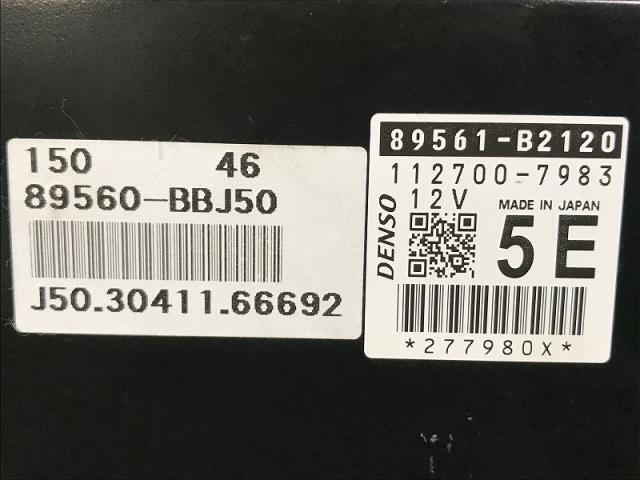 150 46
89560-BBJ50
J50.30411.66692
89561-B2120
112700-7983
12V
MADE IN JAPAN
DENSO
5E
*277980X*